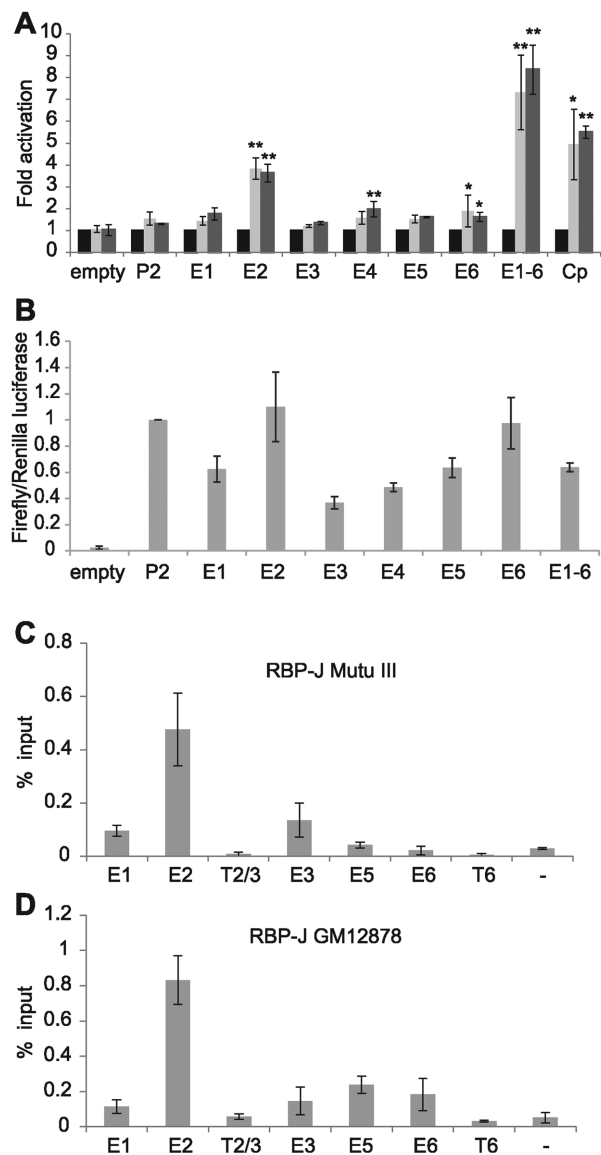 A
Fold activation
10
9
8
7
6
5
4
3
2
1
0
** ** ** * * ** ** * **
empty P2 E1 E2 E3 E4 E5 E6 E1-6 Cp
B
Firefly/Renilla luciferase
1.6
1.4
1.2
1
0.8
0.6
0.4
0.2
0
empty P2 E1 E2 E3 E4 E5 E6 E1-6
C
RBP-J Mutu III
% input
0.8
0.6
0.4
0.2
0
E1 E2 T2/3 E3 E5 E6 T6 -
D
RBP-J GM12878
% input
1.2
1
0.8
0.6
0.4
0.2
0
E1 E2 T2/3 E3 E5 E6 T6 -